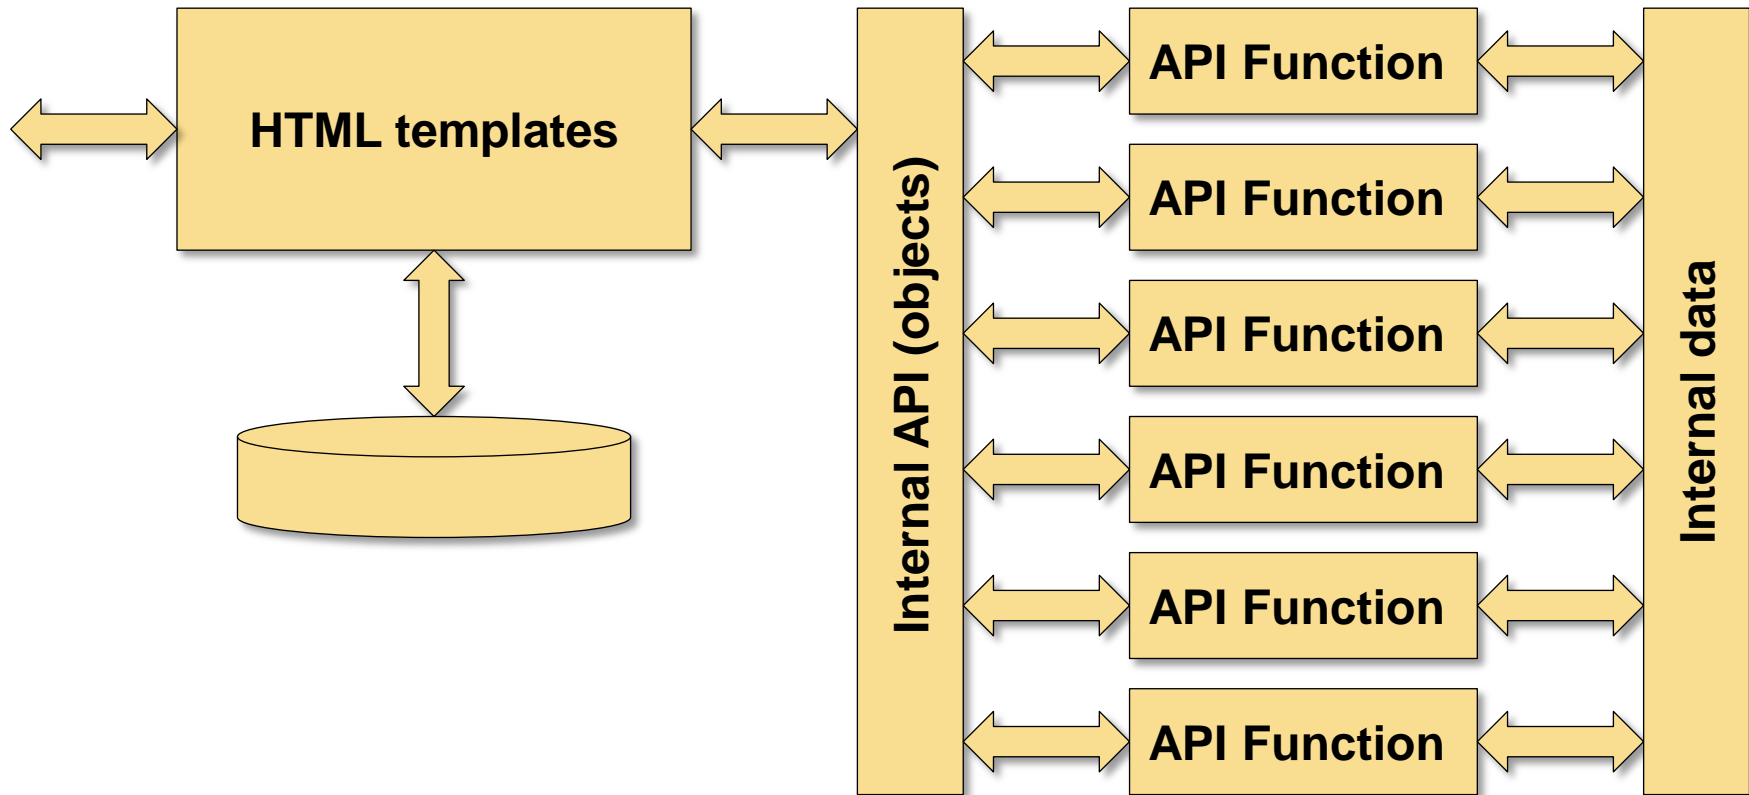 HTML templates
Internal API (objects)
API Function
API Function
API Function
API Function
API Function
API Function
Internal data